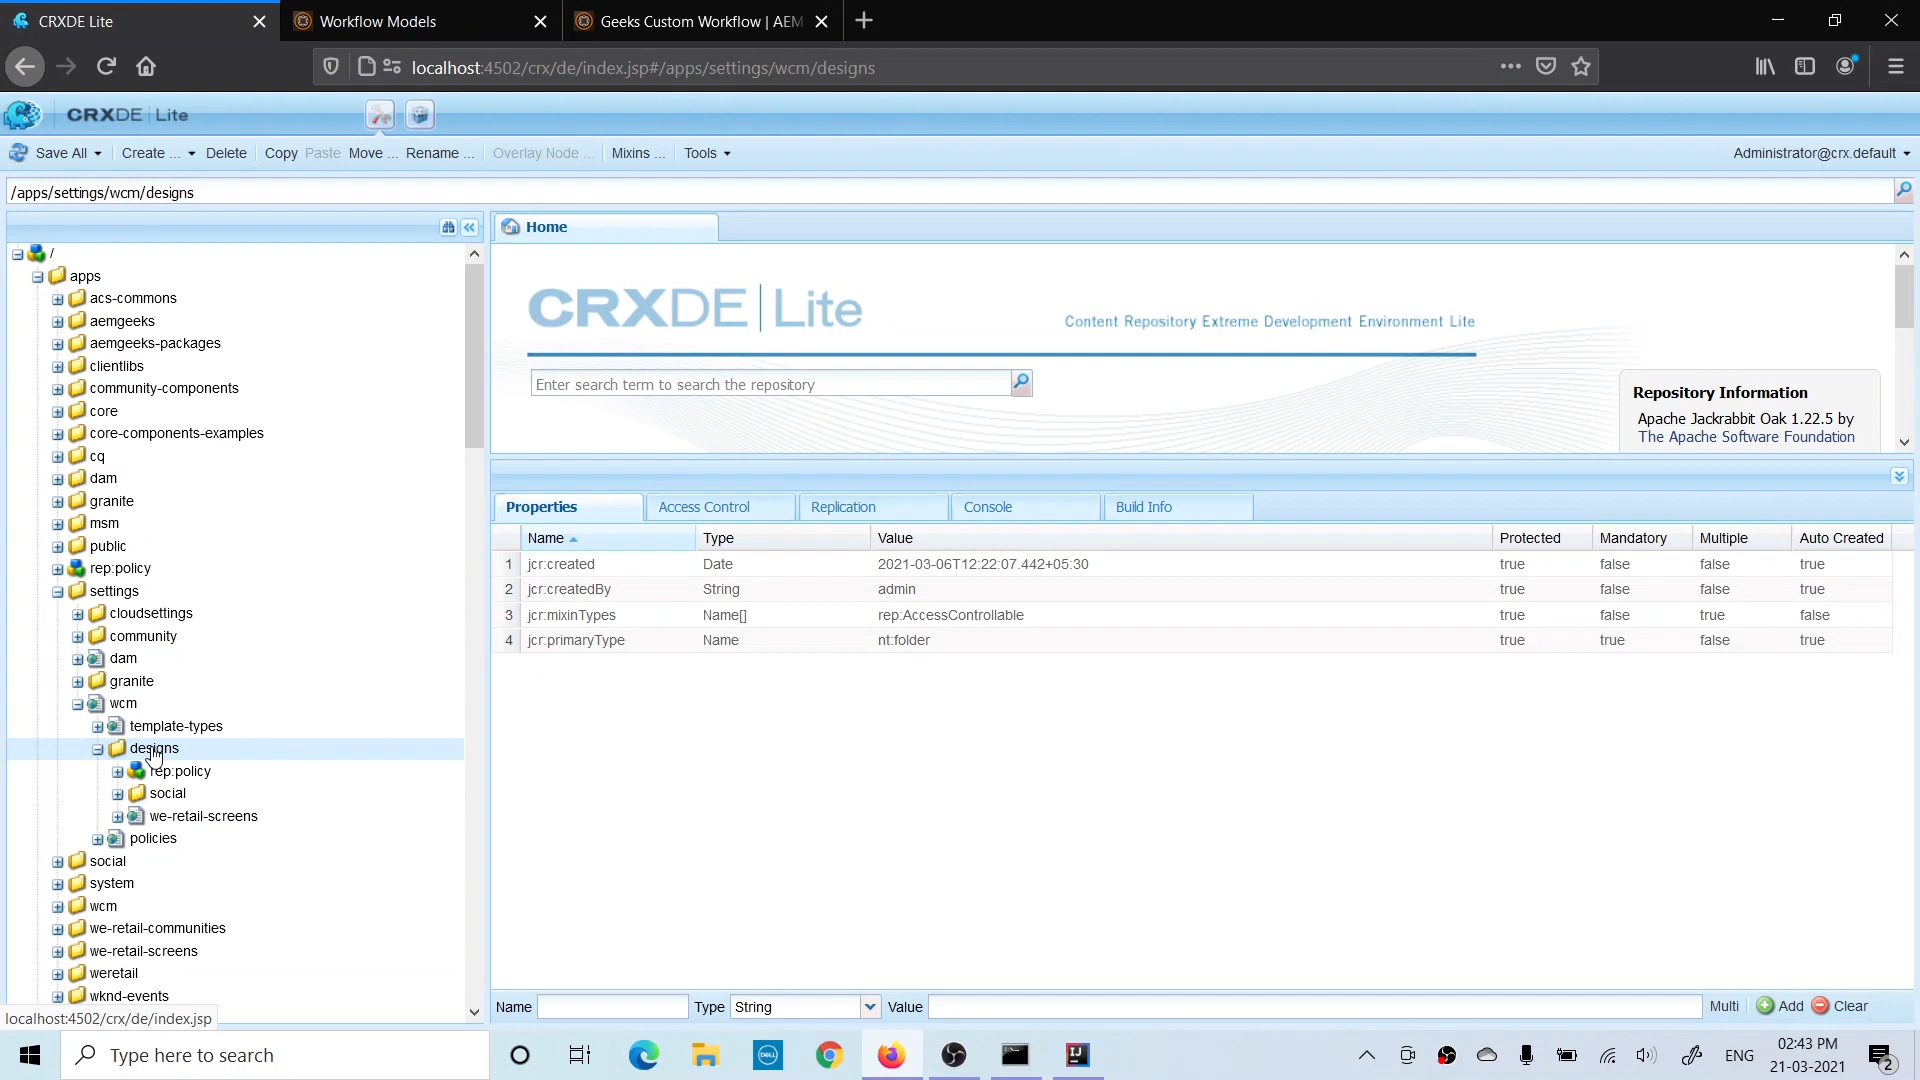 CRXDE Lite
Workflow Models
Geeks Custom Workflow | AEM
localhost:4502/crx/de/index.jsp#/apps/settings/wcm/designs
CRXDE | Lite
Save All
Create ...
Delete
Copy
Paste
Move ...
Rename ...
Overlay Node ...
Mixins ...
Tools
Administrator@crx.default
/apps/settings/wcm/designs
/
apps
acs-commons
aemgeeks
aemgeeks-packages
clientlibs
community-components
core
core-components-examples
cq
dam
granite
msm
public
rep:policy
settings
cloudsettings
community
dam
granite
wcm
template-types
designs
rep:policy
social
we-retail-screens
policies
social
system
wcm
we-retail-communities
we-retail-screens
weretail
wknd-events
localhost:4502/crx/de/index.jsp
Home
CRXDE | Lite
Content Repository Extreme Development Environment Lite
Enter search term to search the repository
Repository Information
Apache Jackrabbit Oak 1.22.5 by
The Apache Software Foundation
Properties
Access Control
Replication
Console
Build Info
Name Type Value Protected Mandatory Multiple Auto Created
1 jcr:created Date 2021-03-06T12:22:07.442+05:30 true false false true
2 jcr:createdBy String admin true false false true
3 jcr:mixinTypes Name[] rep:AccessControllable true false true false
4 jcr:primaryType Name nt:folder true true false true
Name Type String Value Multi Add Clear
Type here to search
DELL
IJ
ENG
02:43 PM
21-03-2021
2